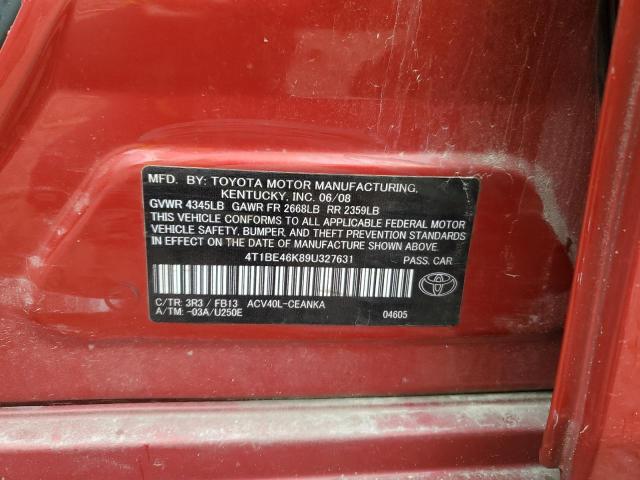 MFD. BY: TOYOTA MOTOR MANUFACTURING,
KENTUCKY, INC. 06/08
GVWR 4345LB GAWR FR 2668LB RR 2359LB
THIS VEHICLE CONFORMS TO ALL APPLICABLE FEDERAL MOTOR
VEHICLE SAFETY, BUMPER, AND THEFT
PREVENTION STANDARDS IN EFFECT ON
THE DATE OF MANUFACTURE SHOWN ABOVE.
4T1BE46K89U327631 PASS. CAR
C/TR: 3R3 / FB13 ACV40L-CEANKA
A/TM: -03A/U250E 04605
TOYOTA